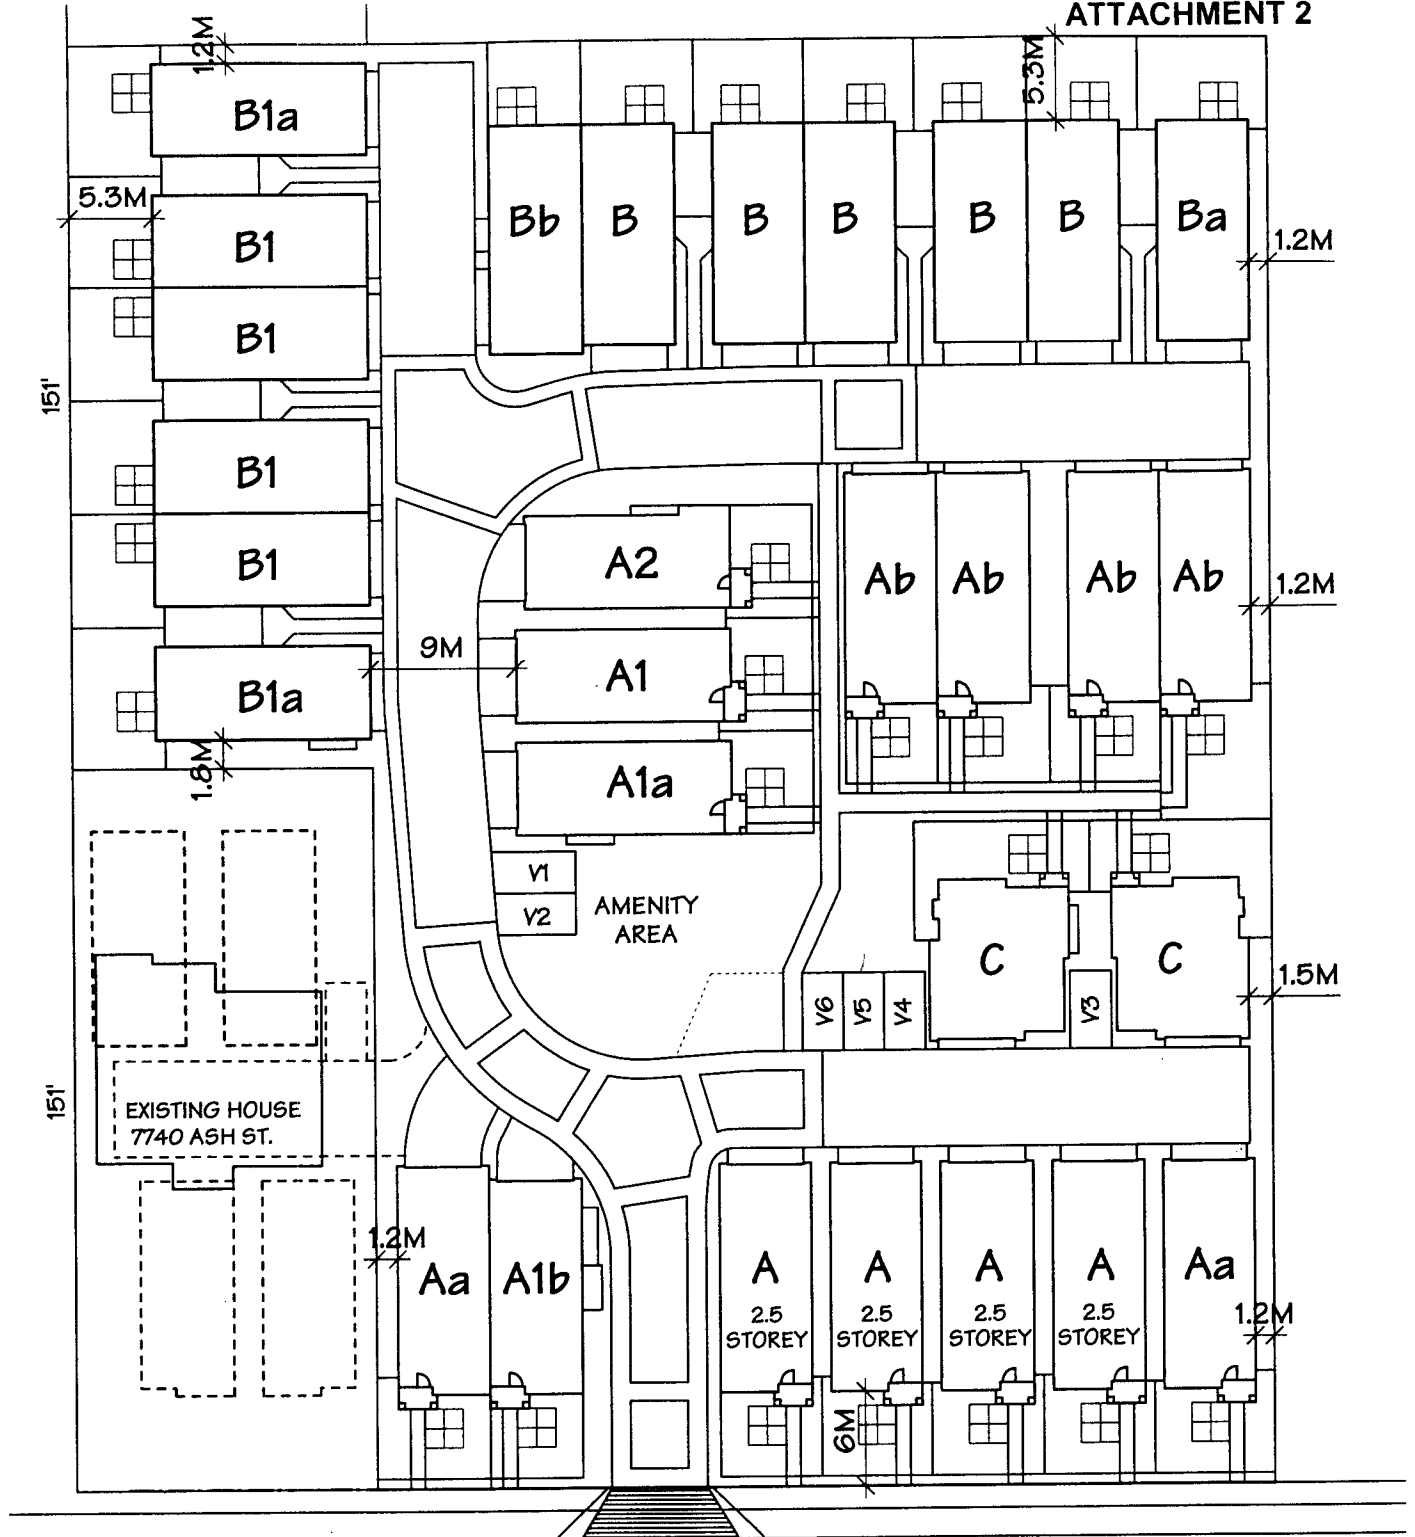 ATTACHMENT 2
1.2M
5.3M
B1a
Bb
B
B
B
B
B
Ba
5.3M
B1
1.2M
B1
151'
B1
B1
A2
Ab
Ab
Ab
Ab
1.2M
9M
A1
B1a
1.8M
A1a
V1
V2
AMENITY
AREA
C
C
1.5M
V6
V5
V4
V3
151'
EXISTING HOUSE
7740 ASH ST.
1.2M
Aa
A1b
A
2.5
STOREY
A
2.5
STOREY
A
2.5
STOREY
A
2.5
STOREY
Aa
1.2M
6M